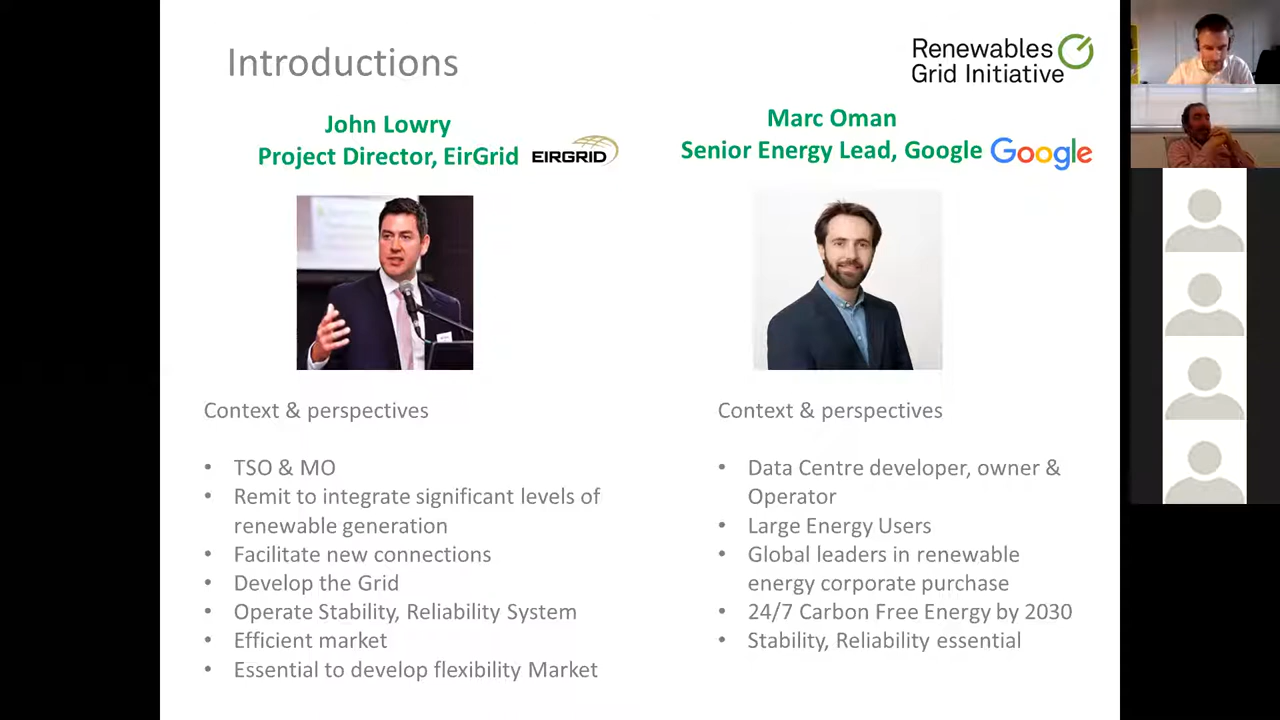 Introductions
Renewables
Grid Initiative
John Lowry
Project Director, EirGrid
EIRGRID
Marc Oman
Senior Energy Lead, Google
Google
Context & perspectives
• TSO & MO
• Remit to integrate significant levels of
renewable generation
• Facilitate new connections
• Develop the Grid
• Operate Stability, Reliability System
• Efficient market
• Essential to develop flexibility Market
Context & perspectives
• Data Centre developer, owner &
Operator
• Large Energy Users
• Global leaders in renewable
energy corporate purchase
• 24/7 Carbon Free Energy by 2030
• Stability, Reliability essential